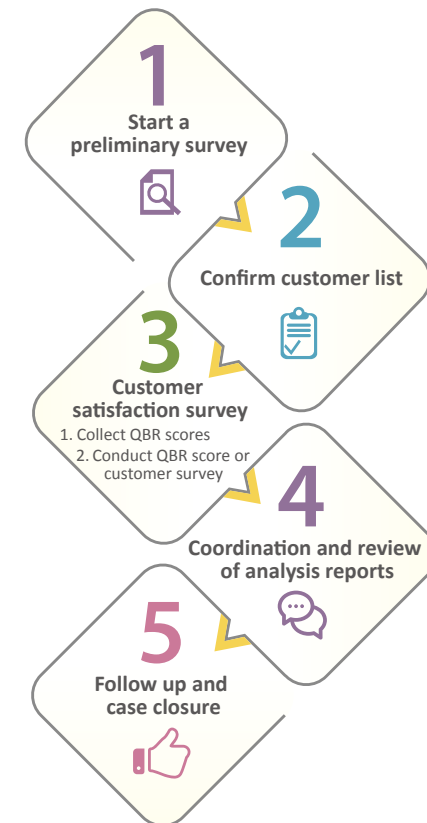 1
Start a
preliminary survey
2
Confirm customer list
3
Customer
satisfaction survey
1. Collect QBR scores
2. Conduct QBR score or
customer survey
4
Coordination and review
of analysis reports
5
Follow up and
case closure